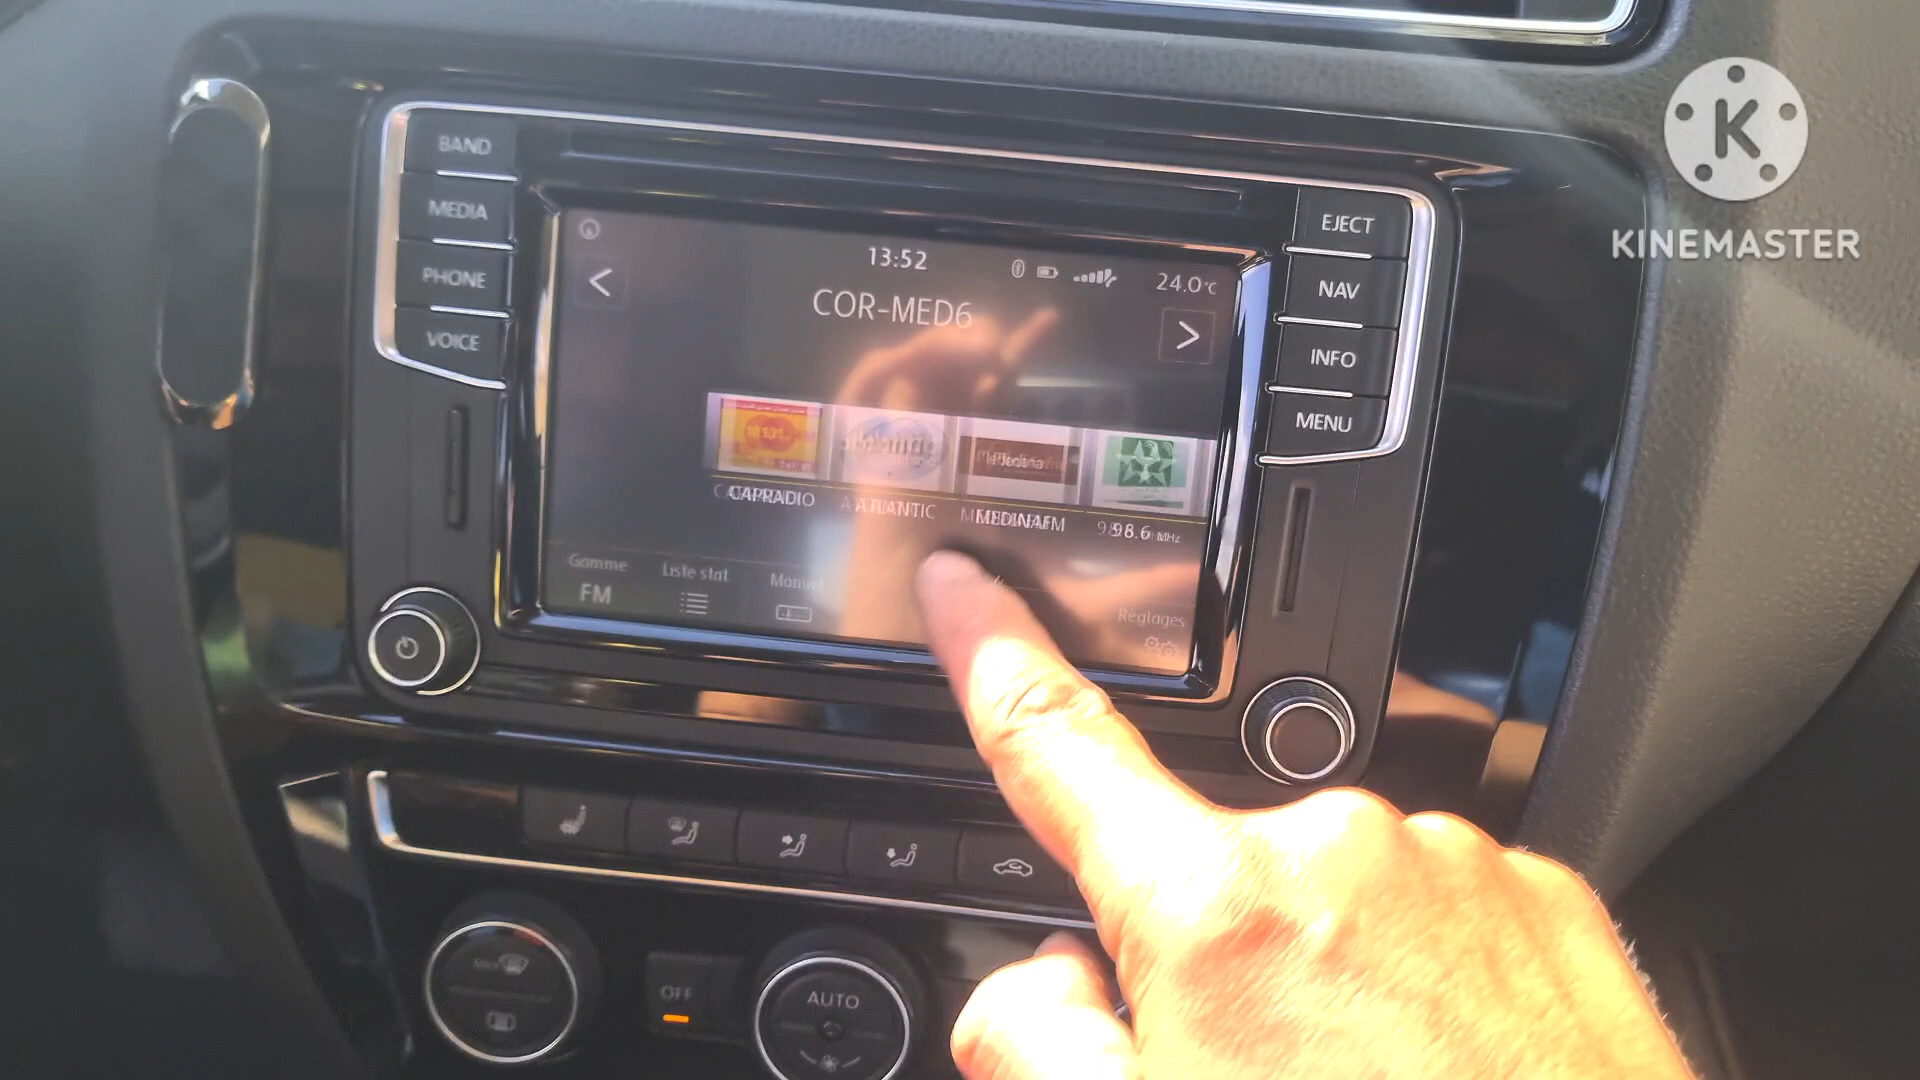 BAND
MEDIA
PHONE
VOICE
EJECT
NAV
INFO
MENU
13:52
24.0°C
COR-MED6
CAPRADIO
ATLANTIC
MEDINAFM
98.6 MHz
Gamme
FM
Liste stat
Manuel
Réglages
OFF
AUTO
K
KINEMASTER